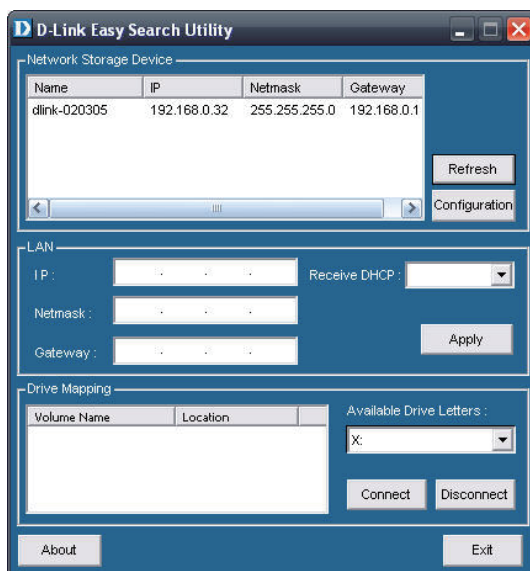 D-Link Easy Search Utility
Network Storage Device
Name IP Netmask Gateway
dlink-020305 192.168.0.32 255.255.255.0 192.168.0.1
Refresh
Configuration
LAN
IP : . . . Receive DHCP :
Netmask : . . .
Gateway : . . .
Apply
Drive Mapping
Volume Name Location
Available Drive Letters :
X:
Connect Disconnect
About Exit